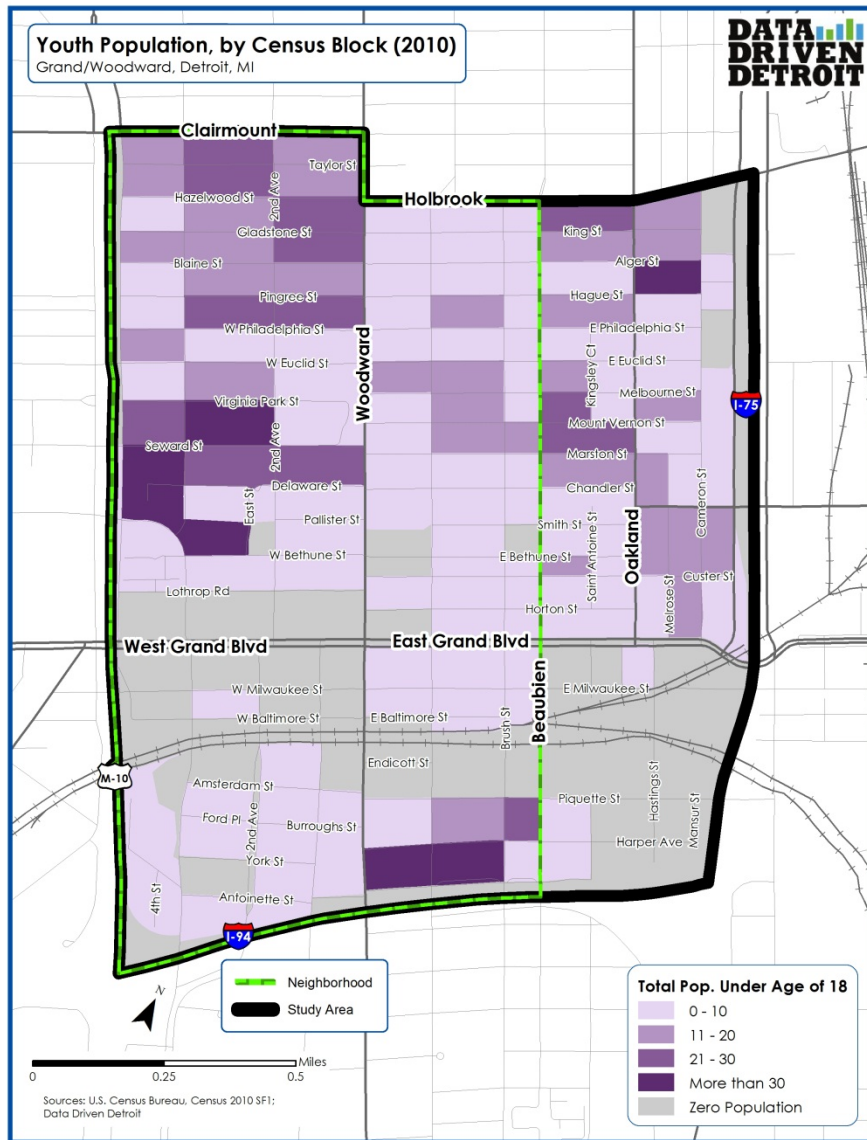 Youth Population, by Census Block (2010)
Grand/Woodward, Detroit, MI
DATA
DRIVEN
DETROIT
Clairmount
Taylor St
Hazelwood St
2nd Ave
Holbrook
Gladstone St
King St
Blaine St
Alger St
Pingree St
Hague St
W Philadelphia St
E Philadelphia St
Woodward
W Euclid St
E Euclid St
Kingsley Ct
Virginia Park St
Melbourne St
I-75
Mount Vernon St
Seward St
2nd Ave
Marston St
Delaware St
Chandler St
Cameron St
East St
Pallister St
Smith St
Saint Antoine St
Oakland
W Bethune St
E Bethune St
Custer St
Lothrop Rd
Melrose St
Horton St
West Grand Blvd
East Grand Blvd
Beaubien
W Milwaukee St
E Milwaukee St
W Baltimore St
E Baltimore St
Brush St
Endicott St
M-10
Amsterdam St
Piquette St
Hastings St
Mansur St
Ford Pl
2nd Ave
Burroughs St
Harper Ave
York St
4th St
Antoinette St
I-94
N
Neighborhood
Study Area
Miles
0 0.25 0.5
Sources: U.S. Census Bureau, Census 2010 SF1;
Data Driven Detroit
Total Pop. Under Age of 18
0 - 10
11 - 20
21 - 30
More than 30
Zero Population